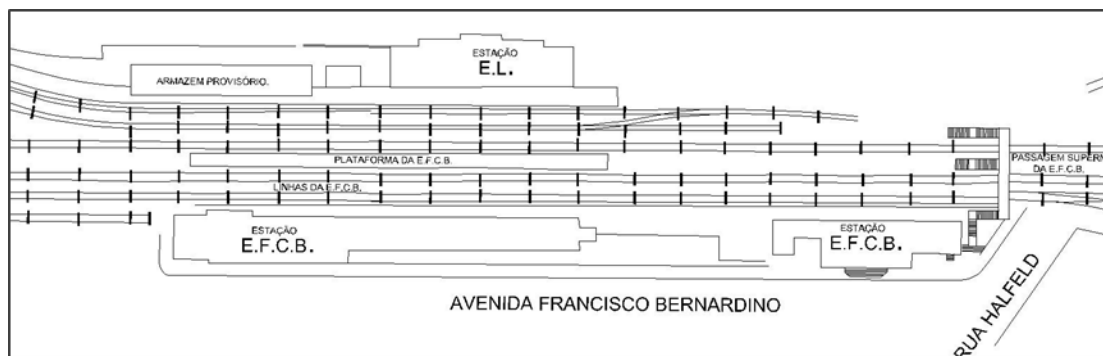 ESTAÇÃO
E.L.
ARMAZEM PROVISÓRIO.
PLATAFORMA DA E.F.C.B.
PASSAGEM SUPERI
DA E.F.C.B.
LINHAS DA E.F.C.B.
ESTAÇÃO
E.F.C.B.
ESTAÇÃO
E.F.C.B.
AVENIDA FRANCISCO BERNARDINO
RUA HALFELD